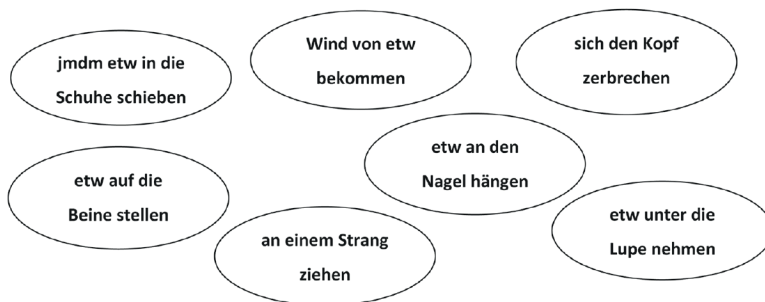 jmdm etw in die
Schuhe schieben
Wind von etw
bekommen
sich den Kopf
zerbrechen
etw auf die
Beine stellen
etw an den
Nagel hängen
an einem Strang
ziehen
etw unter die
Lupe nehmen